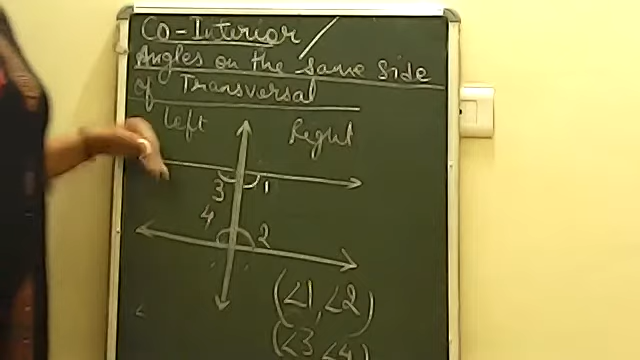 Co-Interior /
Angles on the same side
of Transversal
Left Right
3 1
4 2
(∠1, ∠2)
(∠3, ∠4)